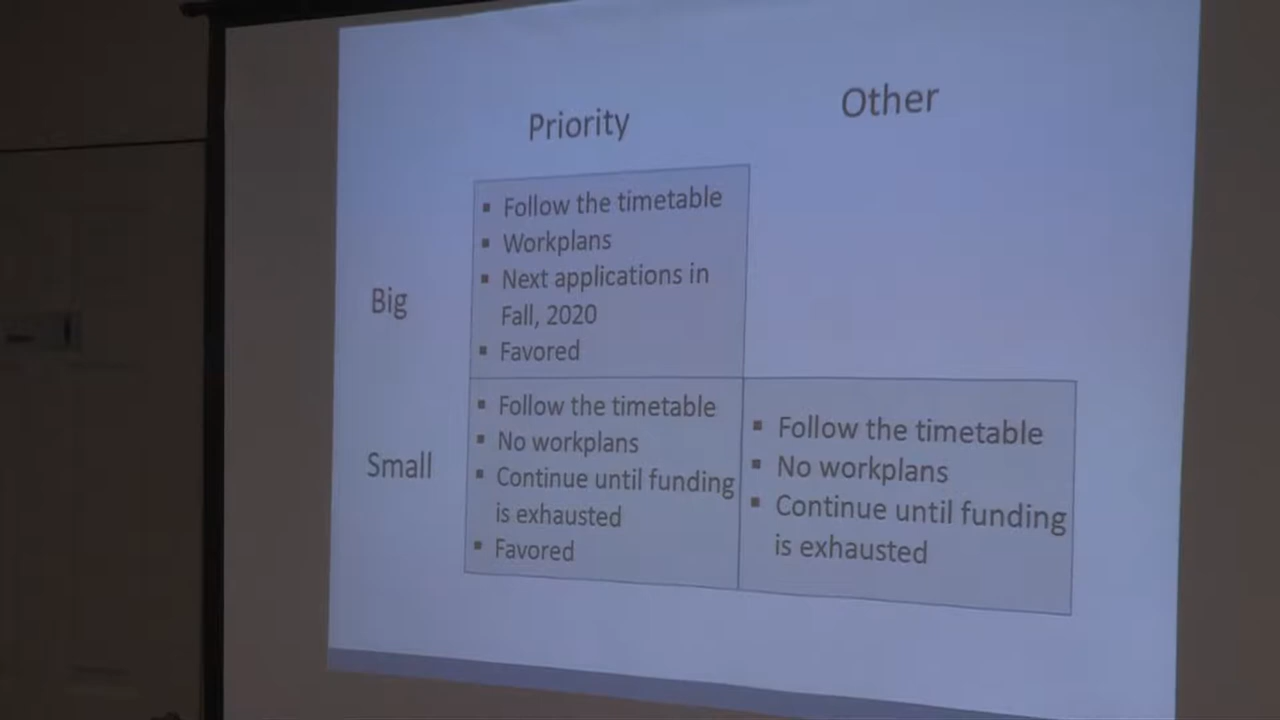 Priority
Other
Big
▪ Follow the timetable
▪ Workplans
▪ Next applications in
Fall, 2020
▪ Favored
Small
▪ Follow the timetable
▪ No workplans
▪ Continue until funding
is exhausted
▪ Favored
▪ Follow the timetable
▪ No workplans
▪ Continue until funding
is exhausted